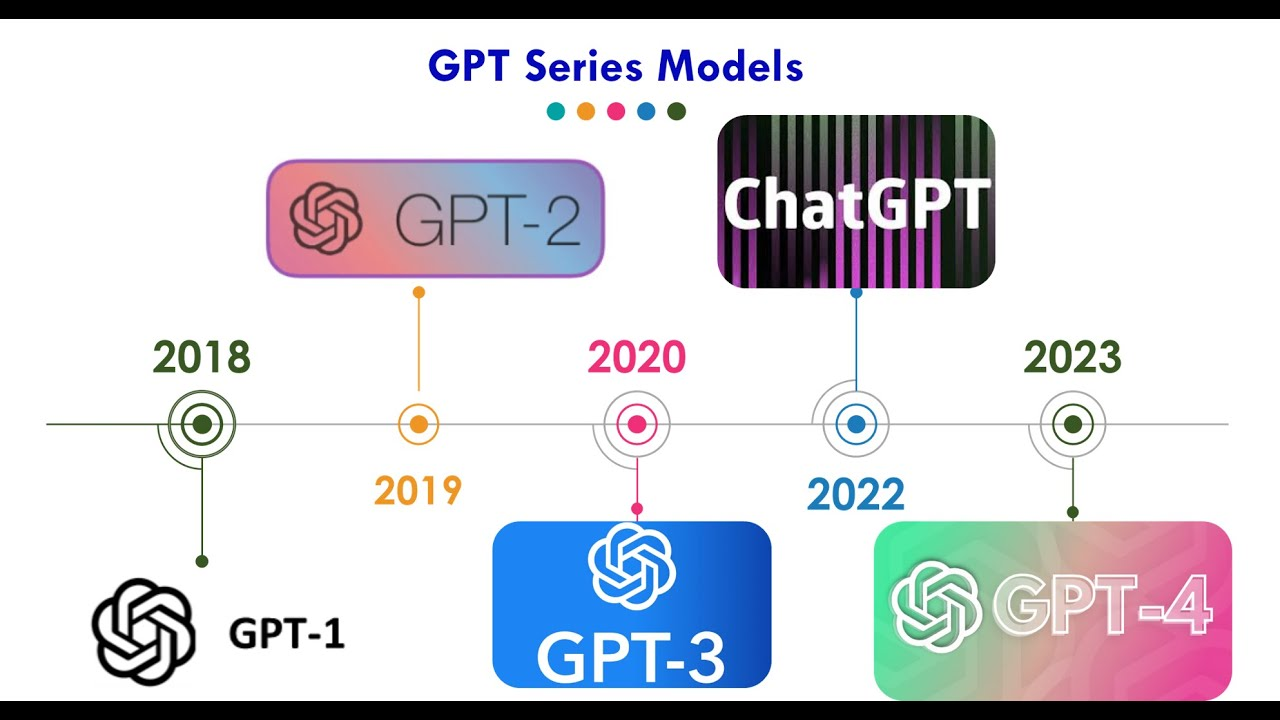 GPT Series Models
GPT-2
ChatGPT
2018
2020
2023
2019
2022
GPT-1
GPT-3
GPT-4